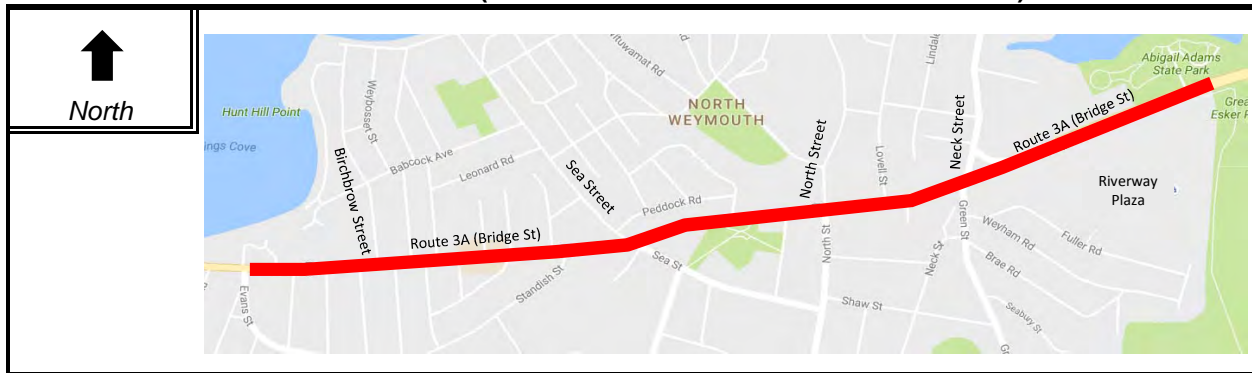 North
Hunt Hill Point
ings Cove
Weybosset St
Babcock Ave
Birchbrow Street
Leonard Rd
Route 3A (Bridge St)
Evans St
Standish St
Sea Street
Sea St
Peddock Rd
tuwamat Rd
NORTH
WEYMOUTH
North Street
North St
Shaw St
Lovell St
Lindale
Neck Street
Neck St
Green St
Gr
Weyham Rd
Fuller Rd
Brae Rd
Seabury St
Route 3A (Bridge St)
Riverway
Plaza
Abigail Adams
State Park
Grea
Esker P